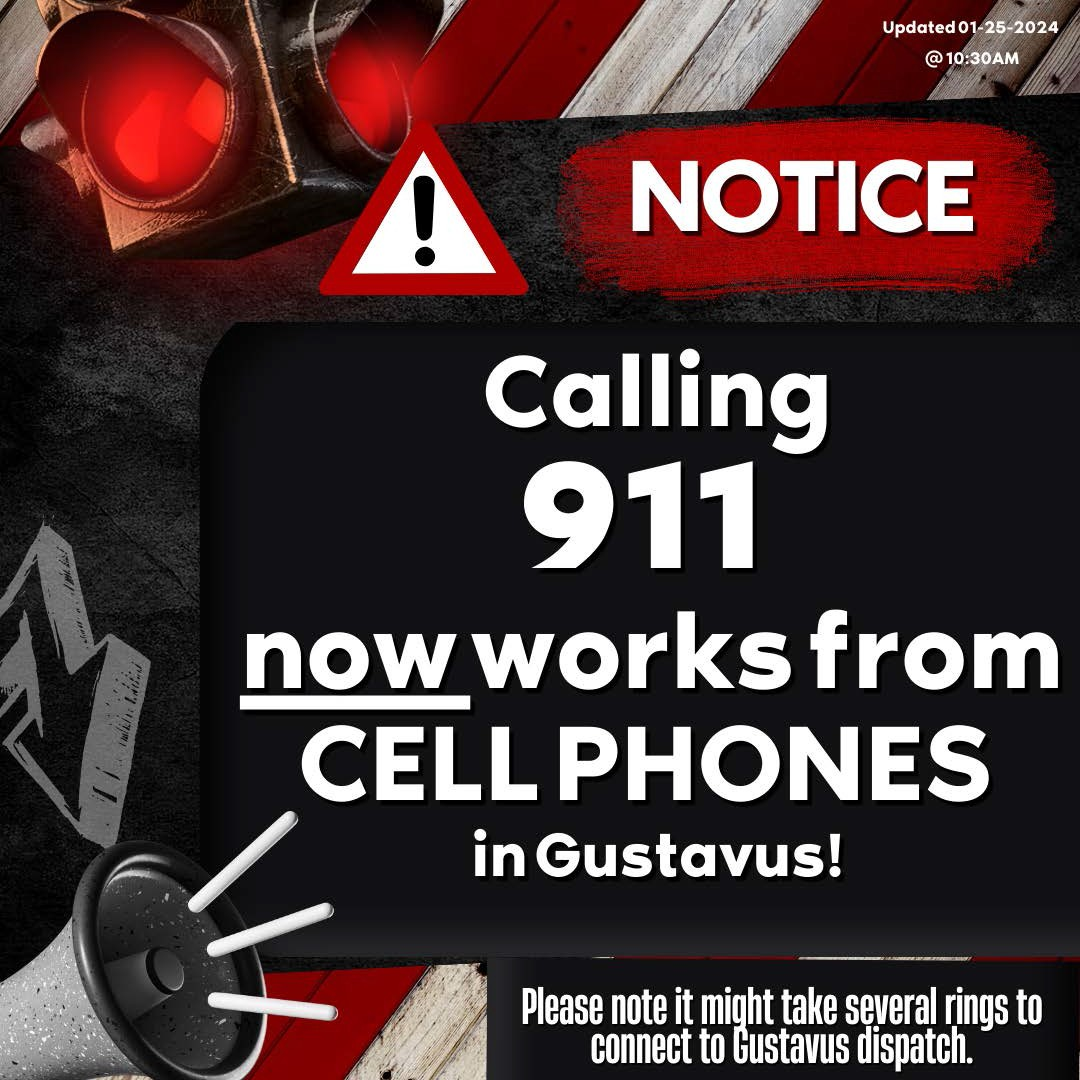 Updated 01-25-2024
@ 10:30AM
NOTICE
!
Calling
911
now works from
CELL PHONES
in Gustavus!
Please note it might take several rings to
connect to Gustavus dispatch.